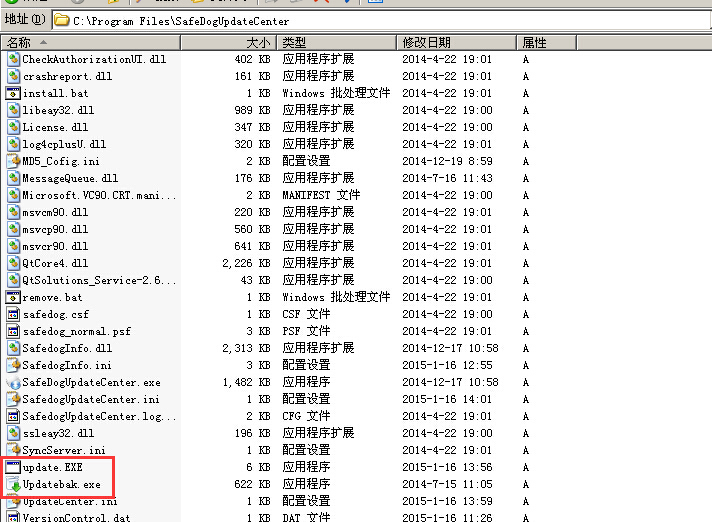 地址(D) C:\Program Files\SafeDogUpdateCenter
名称 大小 类型 修改日期 属性
CheckAuthorizationUI.dll 402 KB 应用程序扩展 2014-4-22 19:01 A
crashreport.dll 161 KB 应用程序扩展 2014-4-22 19:01 A
install.bat 1 KB Windows 批处理文件 2014-4-22 19:01 A
libeay32.dll 989 KB 应用程序扩展 2014-4-22 19:00 A
License.dll 347 KB 应用程序扩展 2014-4-22 19:00 A
log4cplusU.dll 320 KB 应用程序扩展 2014-4-22 19:01 A
MD5_Cofig.ini 2 KB 配置设置 2014-12-19 8:59 A
MessageQueue.dll 176 KB 应用程序扩展 2014-7-16 11:43 A
Microsoft.VC90.CRT.mani... 2 KB MANIFEST 文件 2014-4-22 19:00 A
msvcm90.dll 220 KB 应用程序扩展 2014-4-22 19:01 A
msvcp90.dll 560 KB 应用程序扩展 2014-4-22 19:00 A
msvcr90.dll 641 KB 应用程序扩展 2014-4-22 19:01 A
QtCore4.dll 2,226 KB 应用程序扩展 2014-4-22 19:01 A
QtSolutions_Service-2.6... 43 KB 应用程序扩展 2014-4-22 19:00 A
remove.bat 1 KB Windows 批处理文件 2014-4-22 19:01 A
safedog.csf 1 KB CSF 文件 2014-4-22 19:00 A
safedog_normal.psf 3 KB PSF 文件 2014-4-22 19:01 A
SafedogInfo.dll 2,313 KB 应用程序扩展 2014-12-17 10:58 A
SafedogInfo.ini 3 KB 配置设置 2015-1-16 12:55 A
SafeDogUpdateCenter.exe 1,482 KB 应用程序 2014-12-17 10:58 A
SafedogUpdateCenter.ini 1 KB 配置设置 2015-1-16 14:01 A
SafedogUpdateCenter.log... 2 KB CFG 文件 2014-4-22 19:00 A
ssleay32.dll 196 KB 应用程序扩展 2014-4-22 19:00 A
SyncServer.ini 1 KB 配置设置 2014-4-22 19:00 A
update.EXE 6 KB 应用程序 2015-1-16 13:56 A
Updatebak.exe 622 KB 应用程序 2014-7-15 11:05 A
UpdateCenter.ini 1 KB 配置设置 2015-1-16 13:59 A
VersionControl.dat 1 KB DAT 文件 2015-1-16 11:26 A